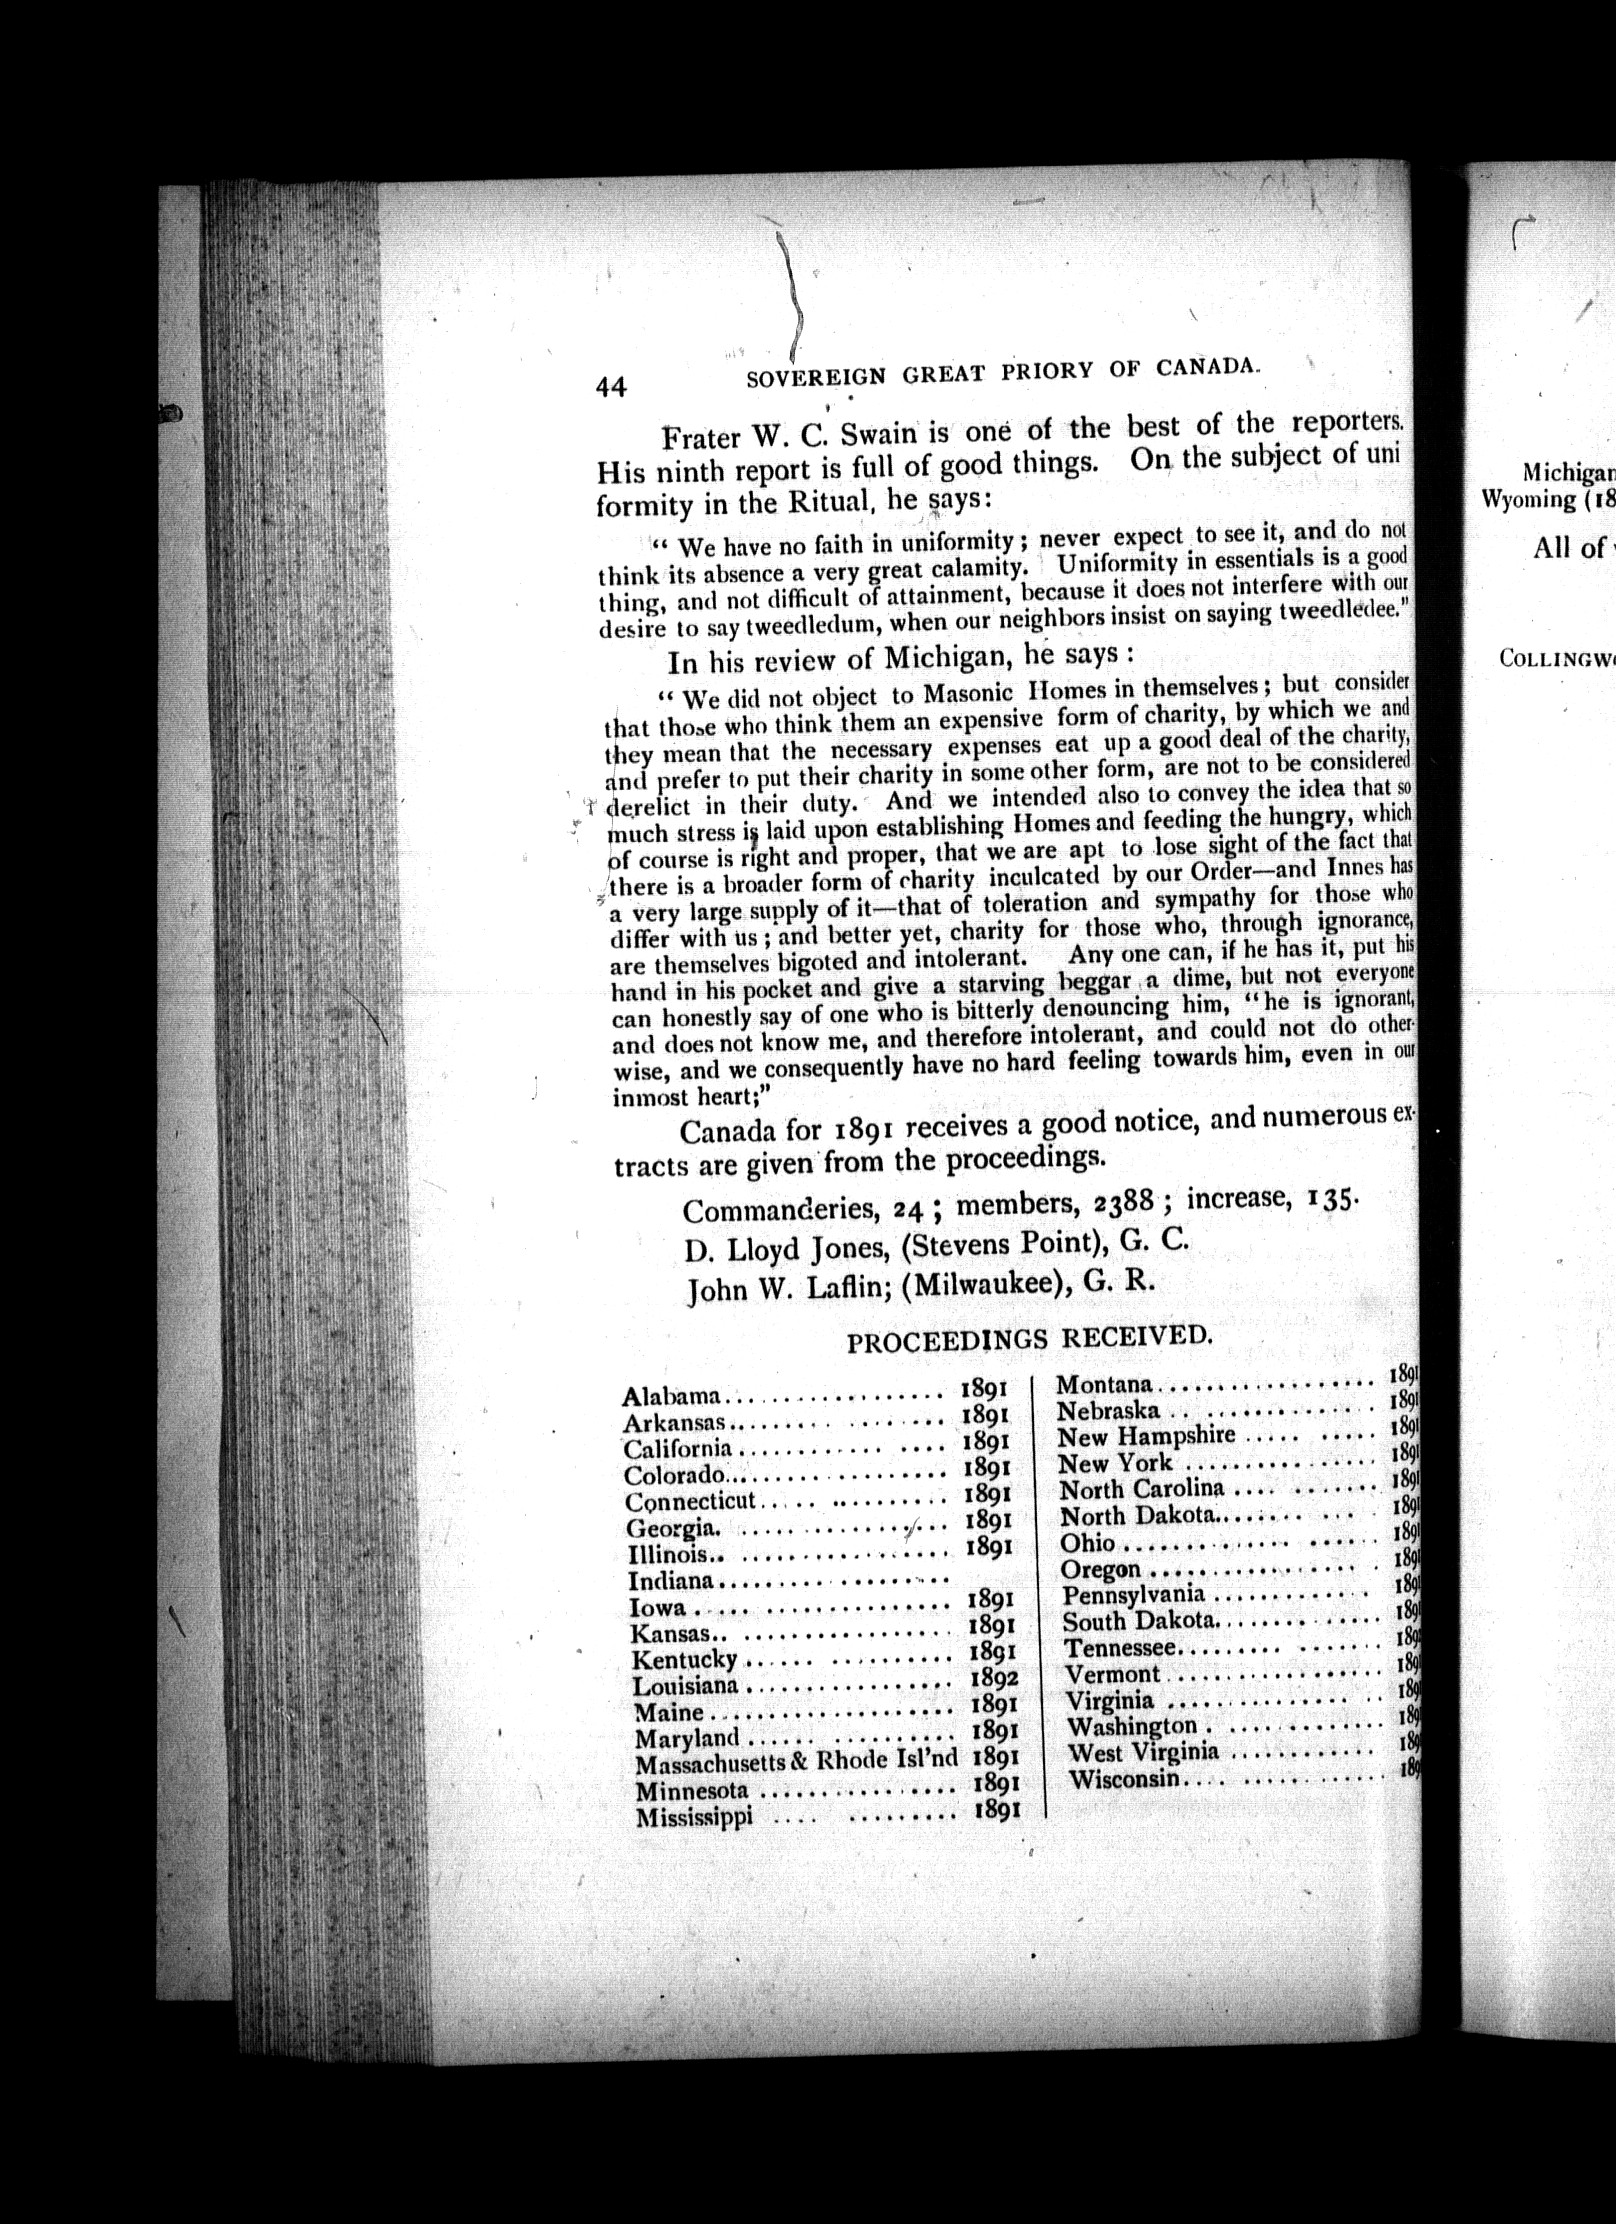 44 SOVEREIGN GREAT PRIORY OF CANADA.
Frater W. C. Swain is one of the best of the reporters.
His ninth report is full of good things. On the subject of uni
formity in the Ritual, he says:
“ We have no faith in uniformity ; never expect to see it, and do not
think its absence a very great calamity. Uniformity in essentials is a good
thing, and not difficult of attainment, because it does not interfere with our
desire to say tweedledum, when our neighbors insist on saying tweedledee.”
In his review of Michigan, he says :
“ We did not object to Masonic Homes in themselves ; but consider
that those who think them an expensive form of charity, by which we and
they mean that the necessary expenses eat up a good deal of the charity,
and prefer to put their charity in some other form, are not to be considered
derelict in their duty. And we intended also to convey the idea that so
much stress is laid upon establishing Homes and feeding the hungry, which
of course is right and proper, that we are apt to lose sight of the fact that
there is a broader form of charity inculcated by our Order—and Innes has
a very large supply of it—that of toleration and sympathy for those who
differ with us ; and better yet, charity for those who, through ignorance,
are themselves bigoted and intolerant. Any one can, if he has it, put his
hand in his pocket and give a starving beggar a dime, but not everyone
can honestly say of one who is bitterly denouncing him, “he is ignorant,
and does not know me, and therefore intolerant, and could not do other-
wise, and we consequently have no hard feeling towards him, even in our
inmost heart;”
Canada for 1891 receives a good notice, and numerous ex-
tracts are given from the proceedings.
Commanderies, 24 ; members, 2388 ; increase, 135.
D. Lloyd Jones, (Stevens Point), G. C.
John W. Laflin; (Milwaukee), G. R.
PROCEEDINGS RECEIVED.
Alabama.................. 1891
Arkansas.................. 1891
California.................. 1891
Colorado.................. 1891
Connecticut.................. 1891
Georgia.................. 1891
Illinois.................. 1891
Indiana..................
Iowa.................. 1891
Kansas.................. 1891
Kentucky.................. 1891
Louisiana.................. 1892
Maine.................. 1891
Maryland.................. 1891
Massachusetts & Rhode Isl’nd 1891
Minnesota.................. 1891
Mississippi.................. 1891
Montana.................. 1891
Nebraska.................. 1891
New Hampshire.................. 1891
New York.................. 1891
North Carolina.................. 1891
North Dakota.................. 1891
Ohio.................. 1891
Oregon.................. 189
Pennsylvania.................. 189
South Dakota.................. 189
Tennessee.................. 189
Vermont.................. 189
Virginia.................. 189
Washington.................. 189
West Virginia.................. 189
Wisconsin.................. 189
Michigan
Wyoming (18
All of
COLLINGW